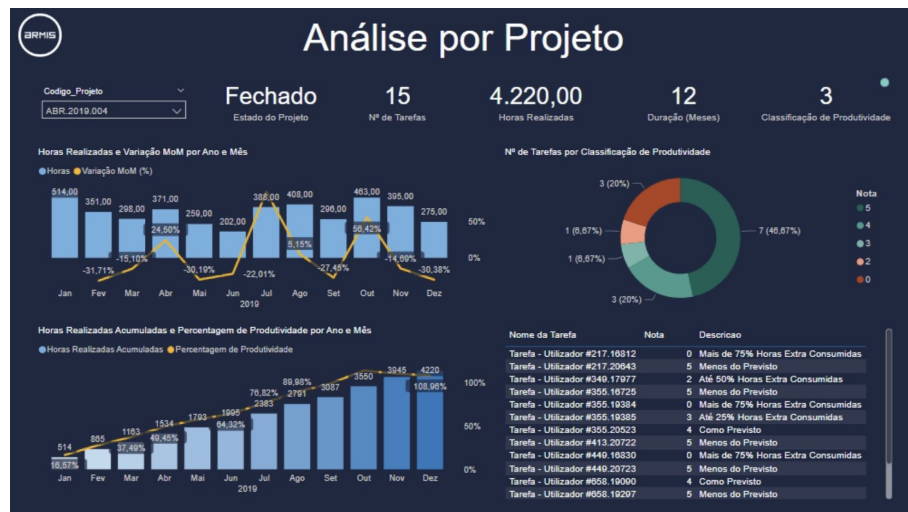 ARMIS
Análise por Projeto
Codigo_Projeto
ABR.2019.004
Fechado
Estado do Projeto
15
Nº de Tarefas
4.220,00
Horas Realizadas
12
Duração (Meses)
3
Classificação de Produtividade
Horas Realizadas e Variação MoM por Ano e Mês
Horas Variação MoM (%)
514,00 351,00 298,00 371,00 259,00 202,00 388,00 408,00 296,00 463,00 395,00 275,00
-31,71% -15,10% 24,50% -30,19% -22,01% 5,15% -27,45% 56,42% -14,69% -30,38%
50%
0%
Jan Fev Mar Abr Mai Jun Jul Ago Set Out Nov Dez
2019
Nº de Tarefas por Classificação de Produtividade
3 (20%)
1 (6,67%)
1 (6,67%)
3 (20%)
7 (46,67%)
Nota
5
4
3
2
0
Horas Realizadas Acumuladas e Percentagem de Produtividade por Ano e Mês
Horas Realizadas Acumuladas Percentagem de Produtividade
514 865 1163 1534 1793 1995 2383 2791 3087 3550 3945 4220
16,57% 37,49% 49,45% 64,32% 76,82% 89,98% 108,96%
100%
50%
0%
Jan Fev Mar Abr Mai Jun Jul Ago Set Out Nov Dez
2019
Nome da Tarefa Nota Descricao
Tarefa - Utilizador #217.16812 0 Mais de 75% Horas Extra Consumidas
Tarefa - Utilizador #217.20643 5 Menos do Previsto
Tarefa - Utilizador #349.17977 2 Até 50% Horas Extra Consumidas
Tarefa - Utilizador #355.16725 5 Menos do Previsto
Tarefa - Utilizador #355.19384 0 Mais de 75% Horas Extra Consumidas
Tarefa - Utilizador #355.19385 3 Até 25% Horas Extra Consumidas
Tarefa - Utilizador #355.20523 4 Como Previsto
Tarefa - Utilizador #413.20722 5 Menos do Previsto
Tarefa - Utilizador #449.16830 0 Mais de 75% Horas Extra Consumidas
Tarefa - Utilizador #449.20723 5 Menos do Previsto
Tarefa - Utilizador #658.19090 4 Como Previsto
Tarefa - Utilizador #658.19297 5 Menos do Previsto